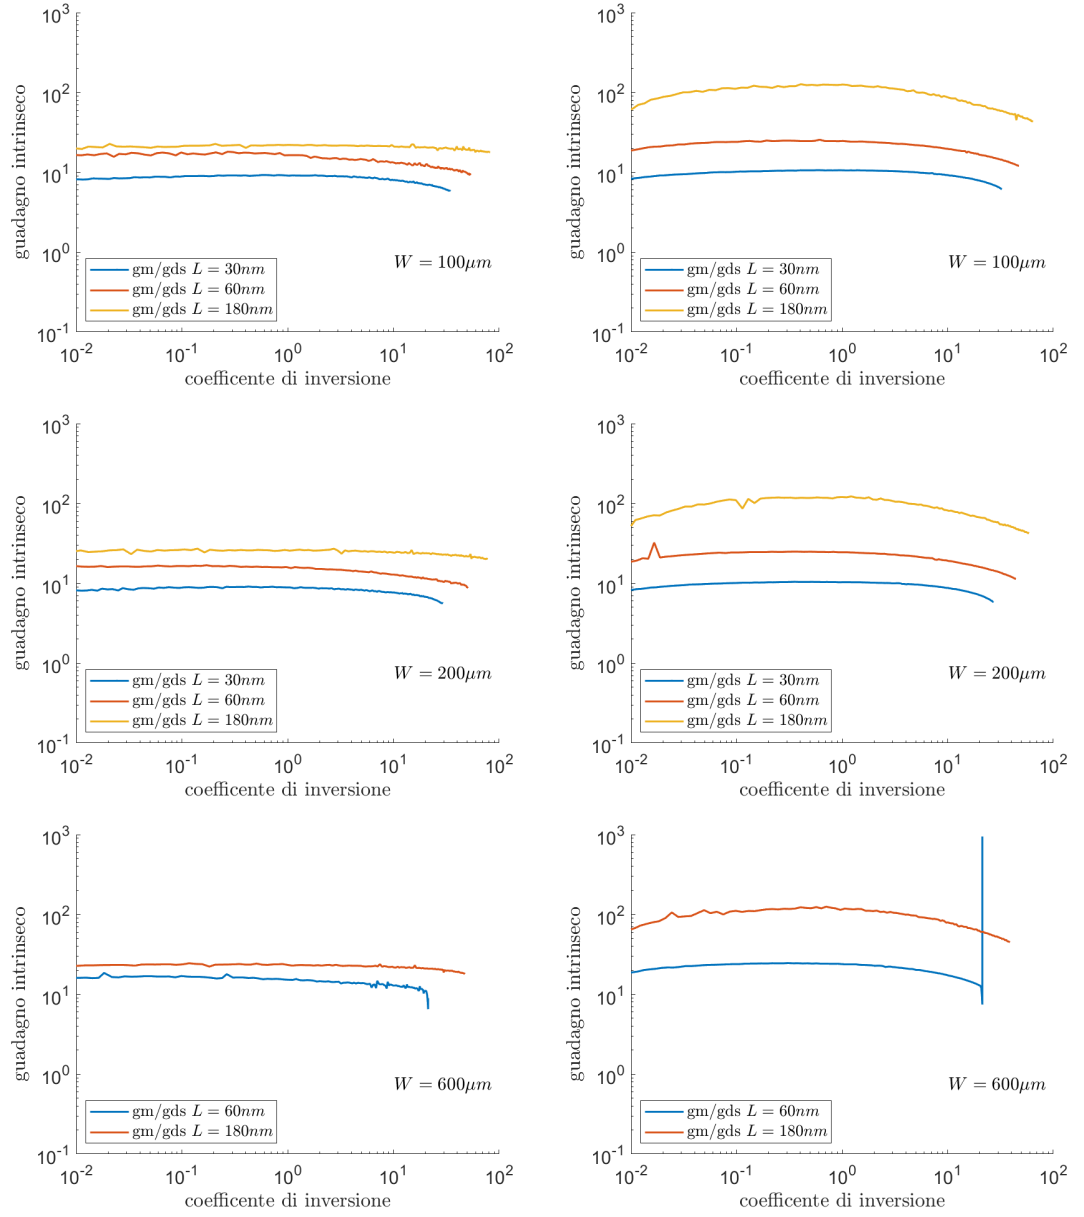 10^3
10^2
10^1
10^0
10^-1
guadagno intrinseco
W = 100μm
gm/gds L = 30nm
gm/gds L = 60nm
gm/gds L = 180nm
10^-2 10^-1 10^0 10^1 10^2
coefficente di inversione
10^3
10^2
10^1
10^0
10^-1
guadagno intrinseco
W = 100μm
gm/gds L = 30nm
gm/gds L = 60nm
gm/gds L = 180nm
10^-2 10^-1 10^0 10^1 10^2
coefficente di inversione
10^3
10^2
10^1
10^0
10^-1
guadagno intrinseco
W = 200μm
gm/gds L = 30nm
gm/gds L = 60nm
gm/gds L = 180nm
10^-2 10^-1 10^0 10^1 10^2
coefficente di inversione
10^3
10^2
10^1
10^0
10^-1
guadagno intrinseco
W = 200μm
gm/gds L = 30nm
gm/gds L = 60nm
gm/gds L = 180nm
10^-2 10^-1 10^0 10^1 10^2
coefficente di inversione
10^3
10^2
10^1
10^0
10^-1
guadagno intrinseco
W = 600μm
gm/gds L = 60nm
gm/gds L = 180nm
10^-2 10^-1 10^0 10^1 10^2
coefficente di inversione
10^3
10^2
10^1
10^0
10^-1
guadagno intrinseco
W = 600μm
gm/gds L = 60nm
gm/gds L = 180nm
10^-2 10^-1 10^0 10^1 10^2
coefficente di inversione